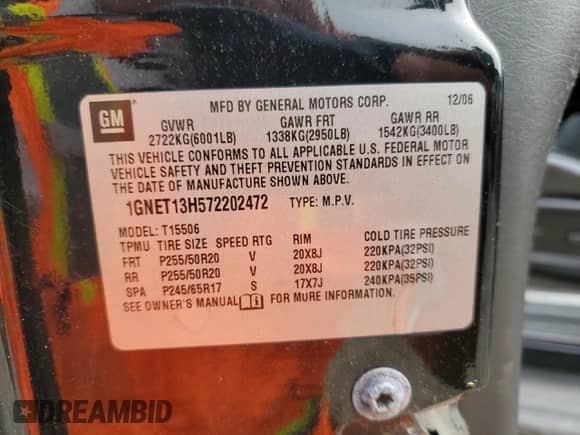 GM
MFD BY GENERAL MOTORS CORP. 12/06
GVWR GAWR FRT GAWR RR
2722KG(6001LB) 1338KG(2950LB) 1542KG(3400LB)
THIS VEHICLE CONFORMS TO ALL APPLICABLE U.S. FEDERAL MOTOR
VEHICLE SAFETY AND THEFT PREVENTION STANDARDS IN EFFECT ON
THE DATE OF MANUFACTURE SHOWN ABOVE.
1GNET13H572202472 TYPE: M.P.V.
MODEL: T15506
TPMU TIRE SIZE SPEED RTG RIM COLD TIRE PRESSURE
FRT P255/50R20 V 20X8J 220KPA(32PSI)
RR P255/50R20 V 20X8J 220KPA(32PSI)
SPA P245/65R17 S 17X7J 240KPA(35PSI)
SEE OWNER'S MANUAL FOR MORE INFORMATION.
DREAMBID